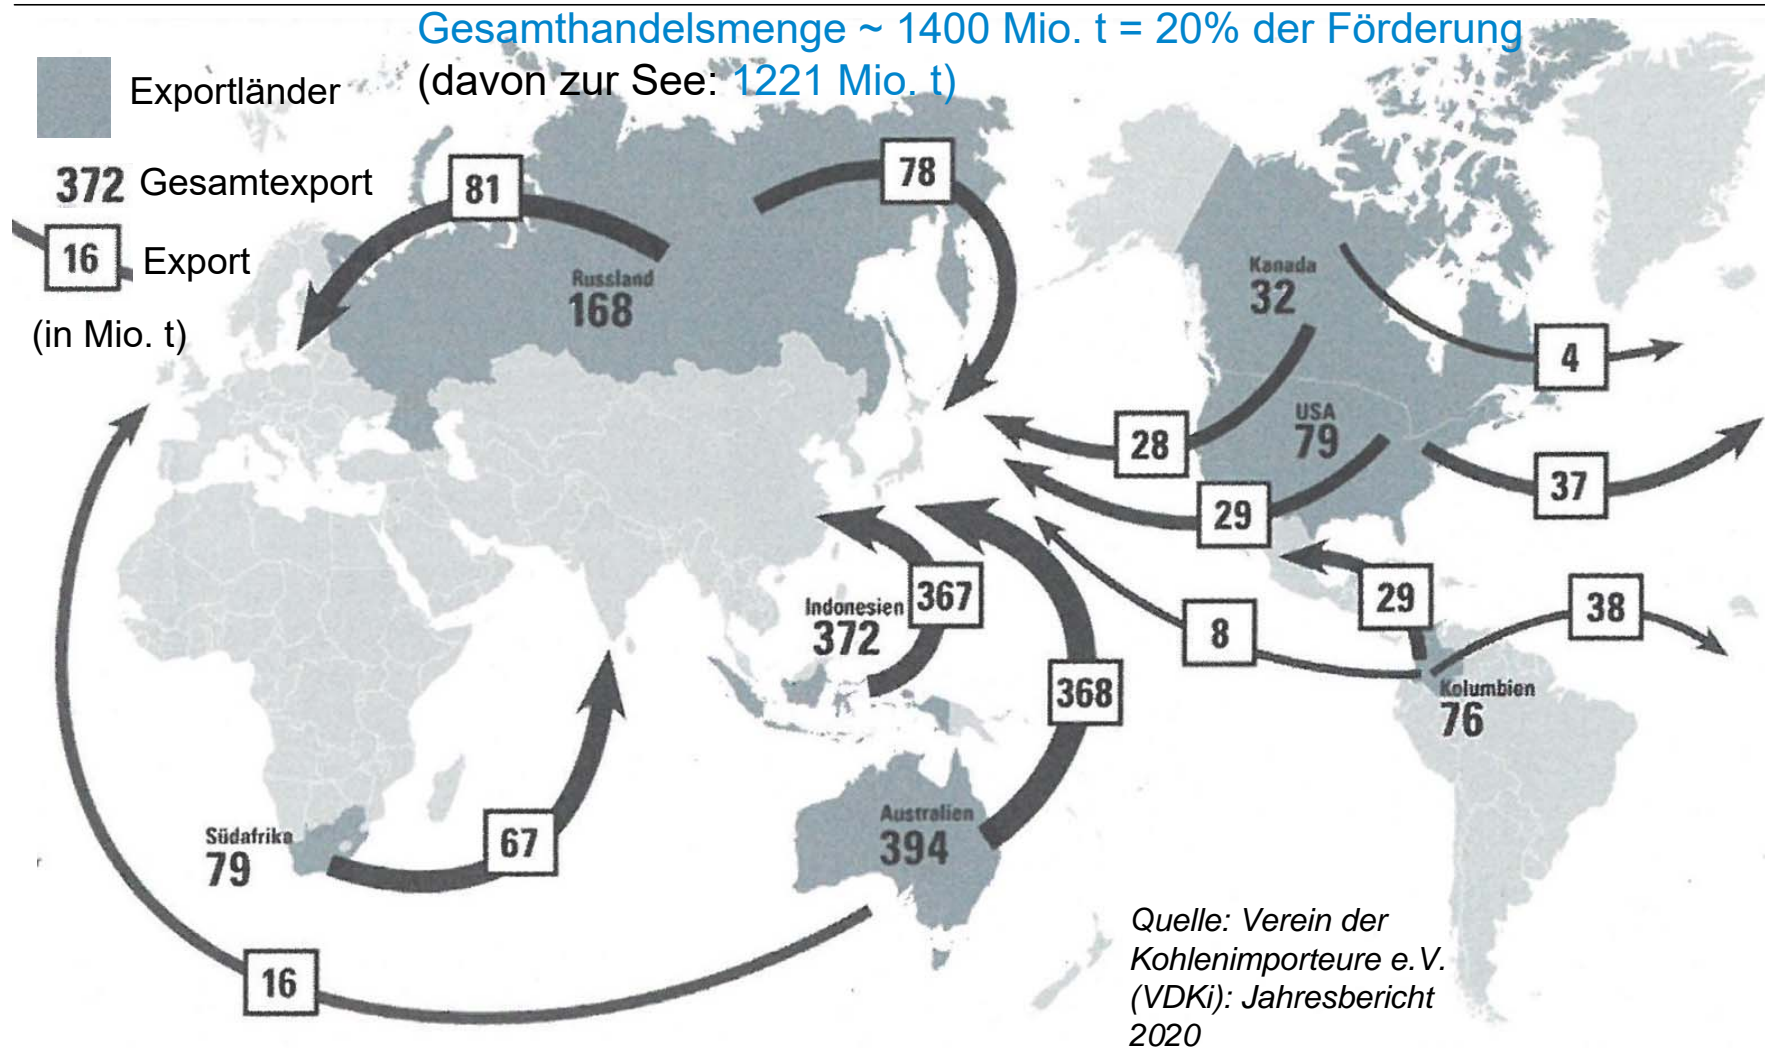 Gesamthandelsmenge ~ 1400 Mio. t = 20% der Förderung
(davon zur See: 1221 Mio. t)
Exportländer
372 Gesamtexport
16 Export
(in Mio. t)
81
78
Russland
168
Kanada
32
4
USA
79
28
37
29
Indonesien
372
367
29
38
8
368
Kolumbien
76
Südafrika
79
67
Australien
394
16
Quelle: Verein der
Kohlenimporteure e.V.
(VDKi): Jahresbericht
2020